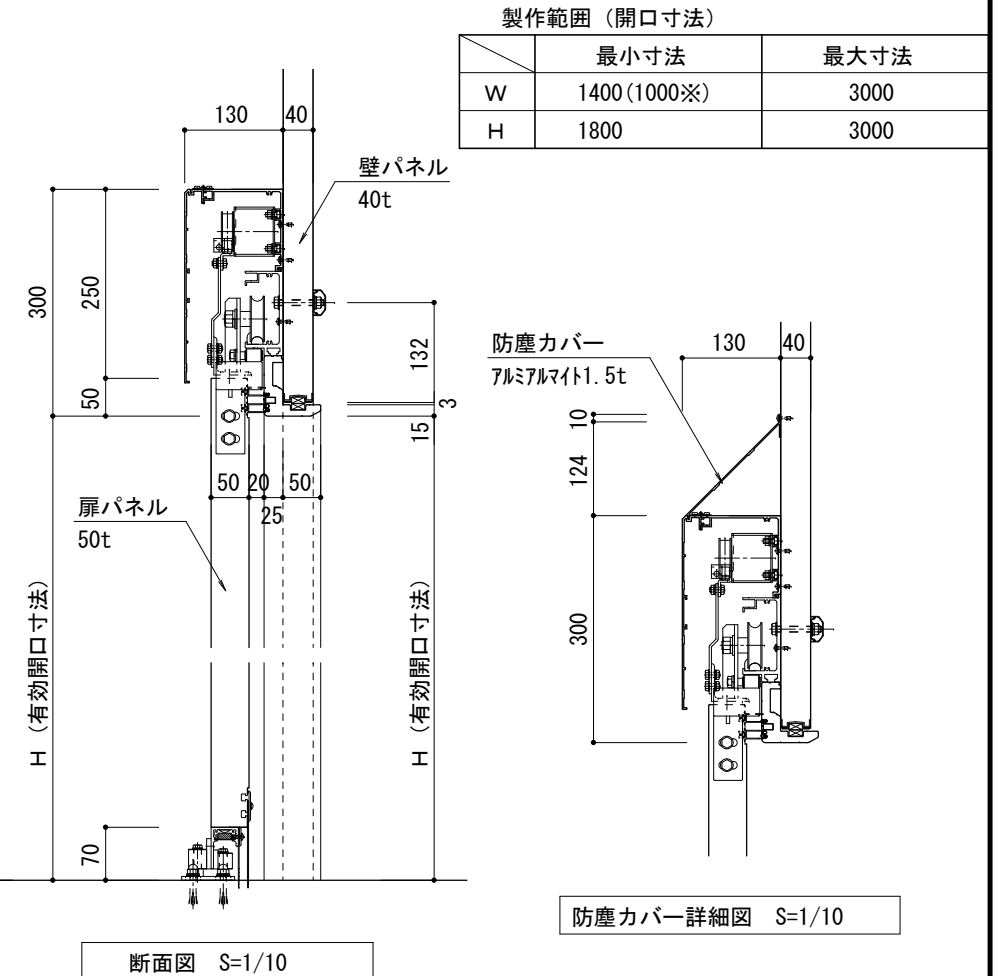 製作範囲（開口寸法）
最小寸法 最大寸法
W 1400(1000※) 3000
H 1800 3000
130 40
壁パネル
40t
300
250
50
132
3
15
50 20 50
25
扉パネル
50t
H（有効開口寸法）
H（有効開口寸法）
70
断面図 S=1/10
防塵カバー
アルミアルマイト1.5t
130 40
10
124
300
防塵カバー詳細図 S=1/10